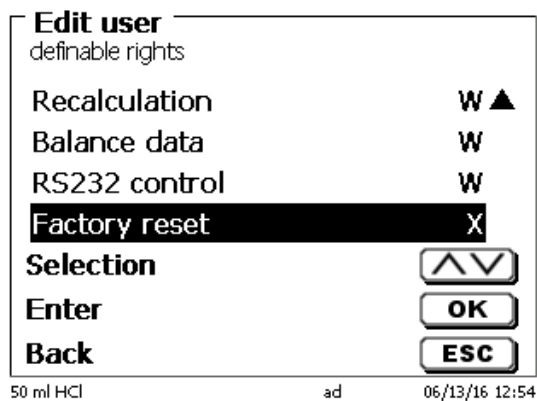 Edit user
definable rights
Recalculation W ▲
Balance data W
RS232 control W
Factory reset X
Selection
Enter OK
Back ESC
50 ml HCl ad 06/13/16 12:54